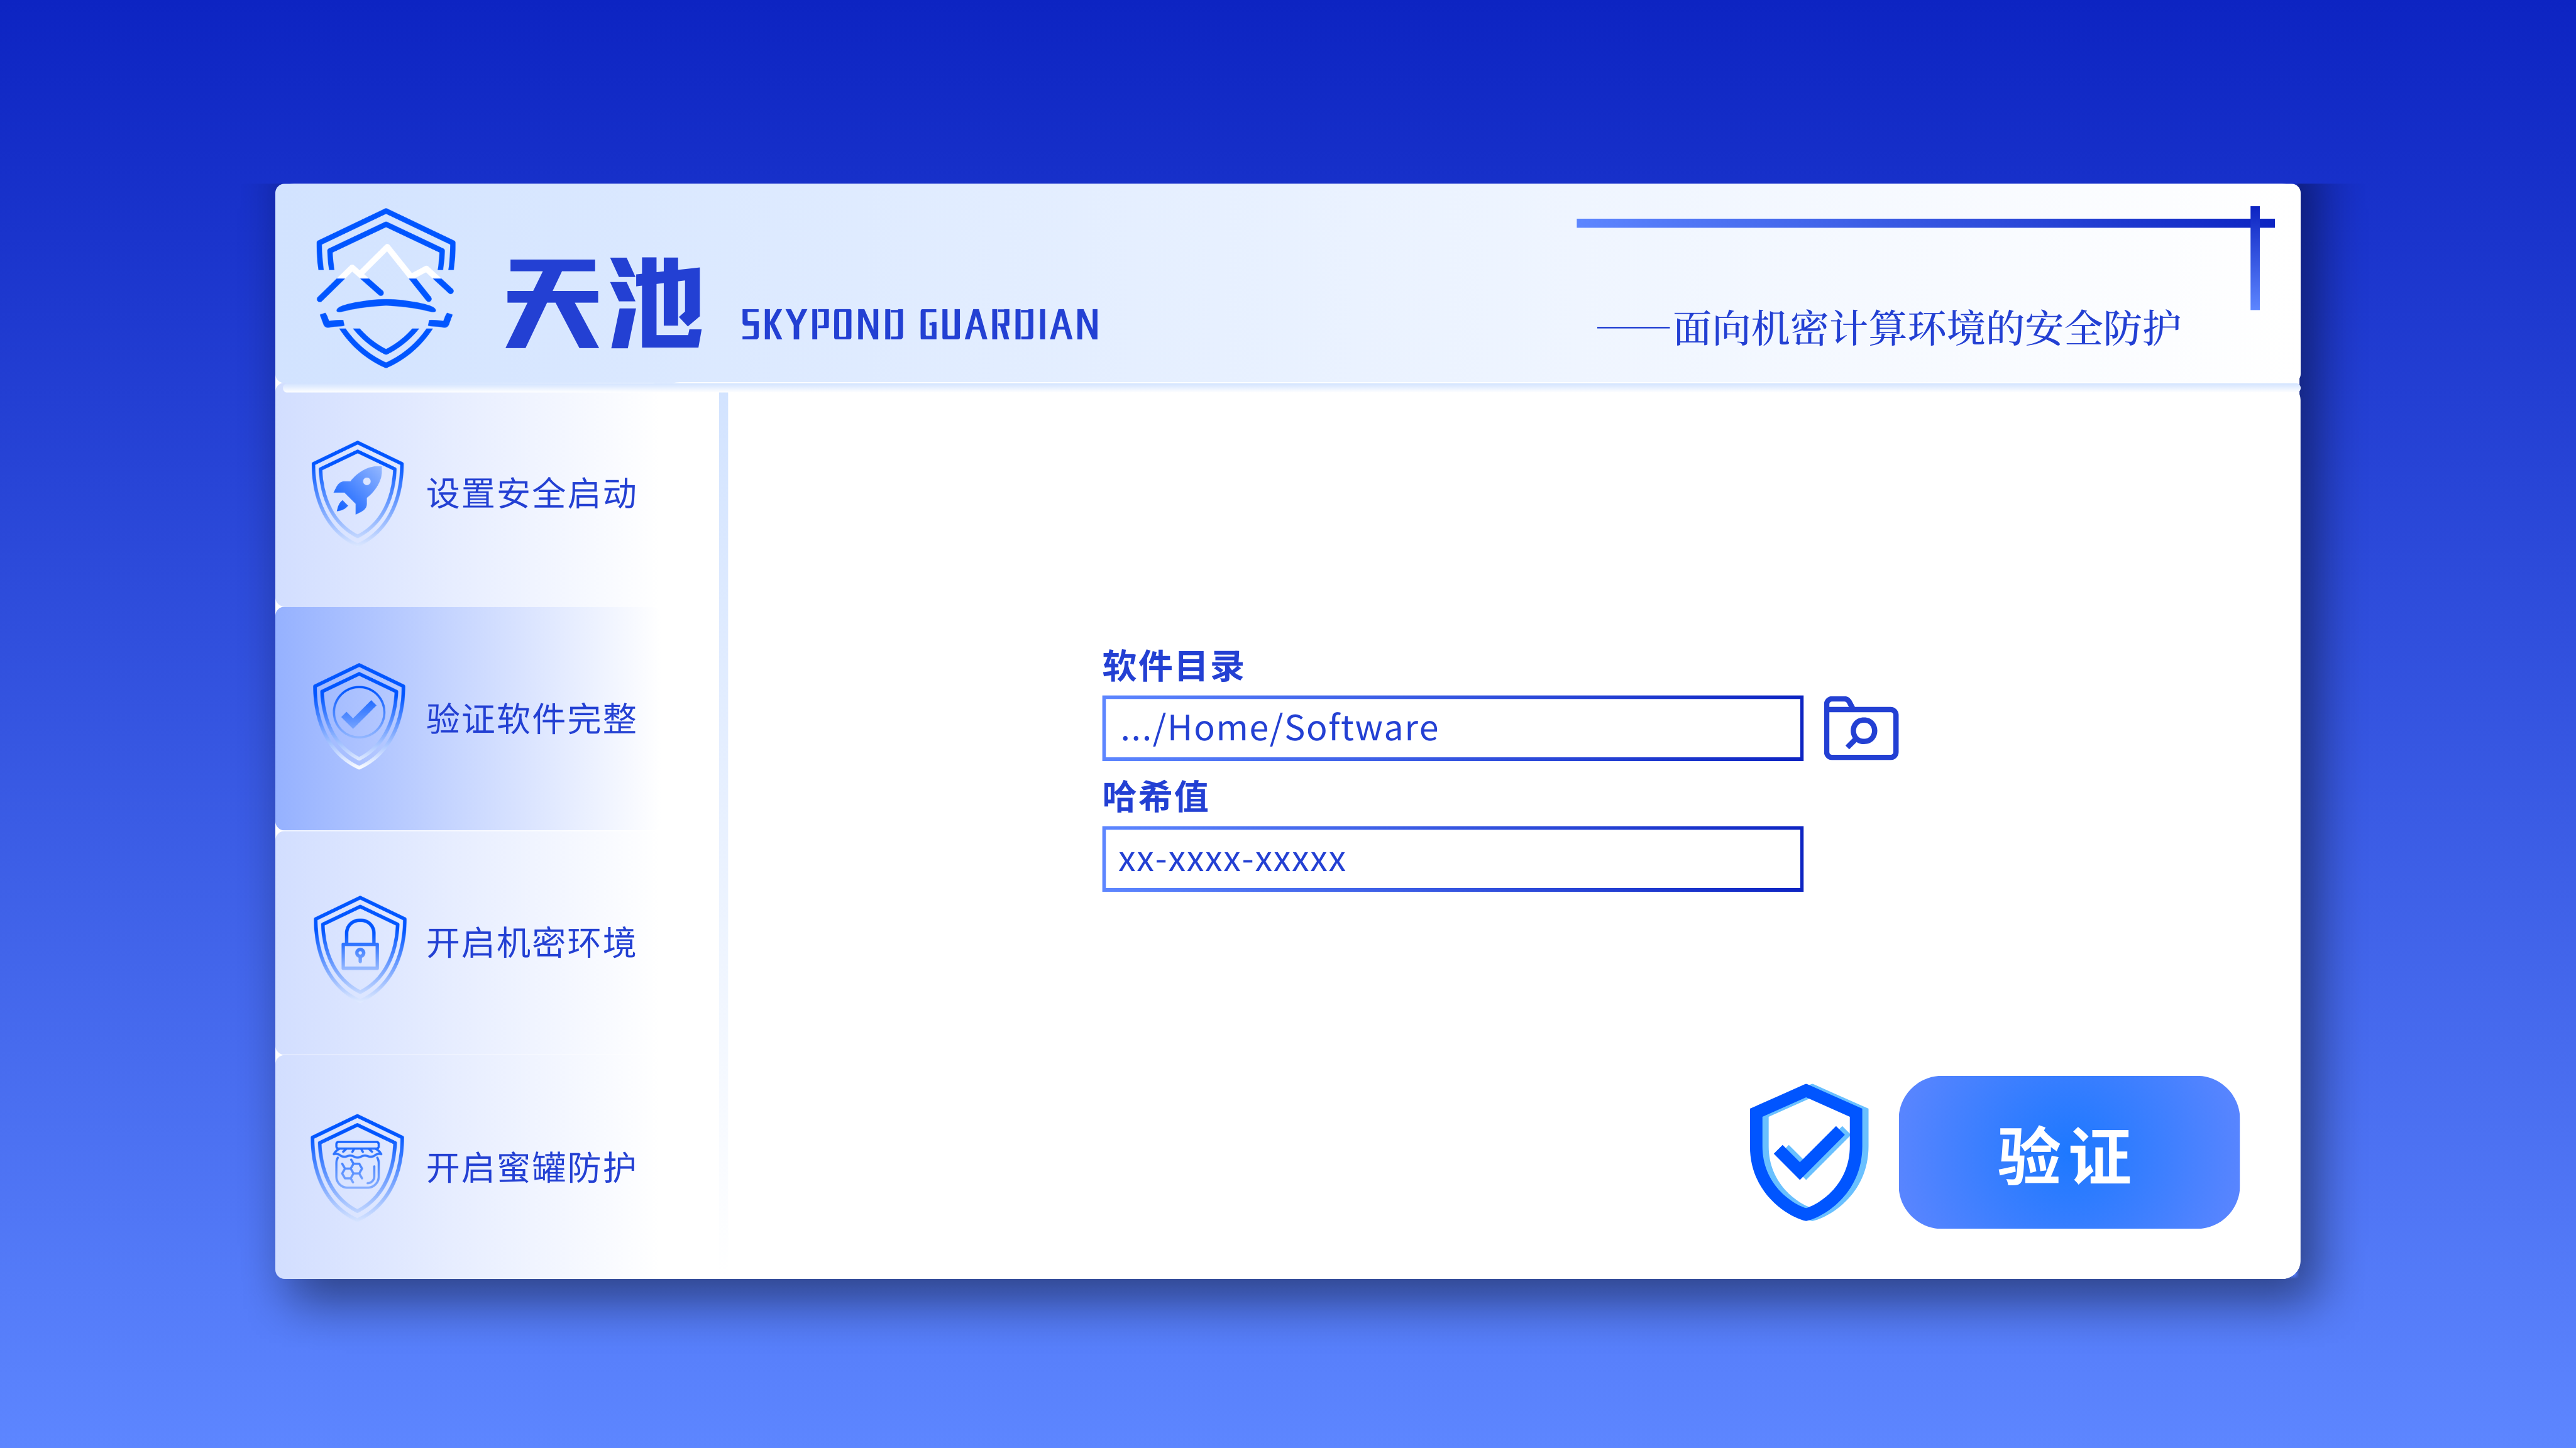 天池 SKYPOND GUARDIAN
——面向机密计算环境的安全防护
设置安全启动
验证软件完整
开启机密环境
开启蜜罐防护
软件目录
.../Home/Software
哈希值
xx-xxxx-xxxxx
验证